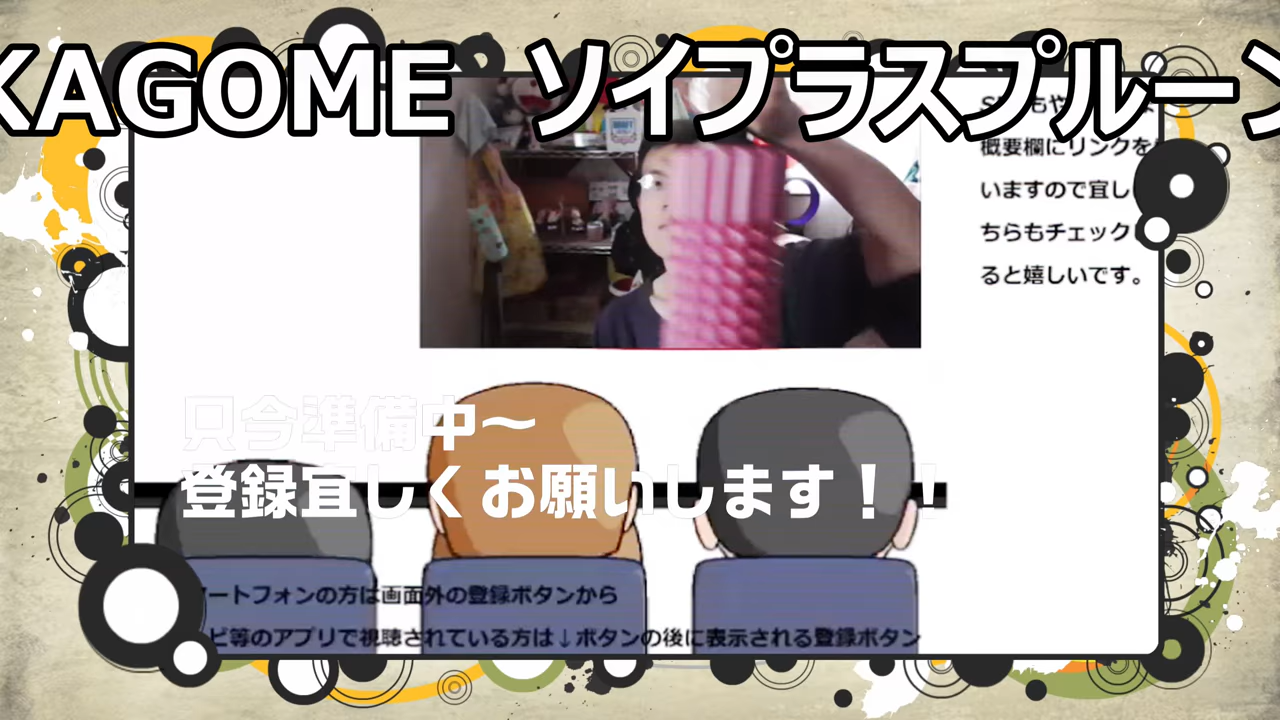 KAGOME ソイプラスプルーン
概要欄にリンクを
いますので宜し
ちらもチェック
ると嬉しいです。
只今準備中～
登録宜しくお願いします！！
ートフォンの方は画面外の登録ボタンから
ビ等のアプリで視聴されている方は↓ボタンの後に表示される登録ボタン